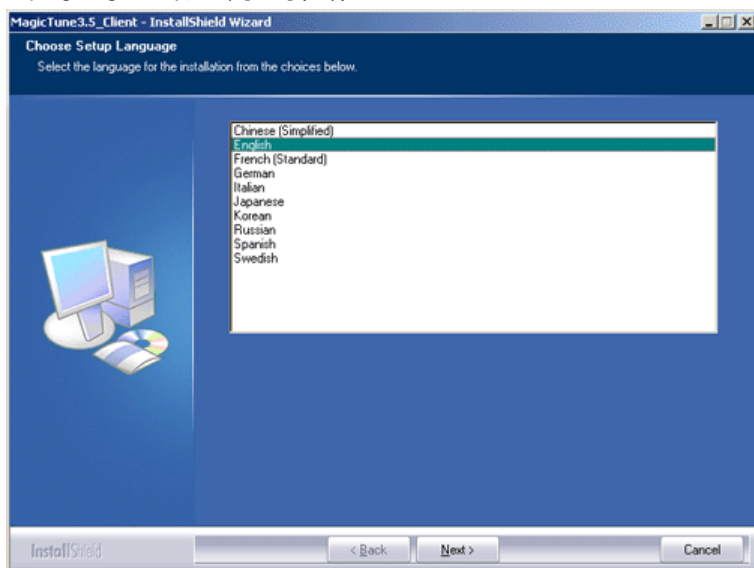 MagicTune3.5_Client - InstallShield Wizard
Choose Setup Language
Select the language for the installation from the choices below.
Chinese (Simplified)
English
French (Standard)
German
Italian
Japanese
Korean
Russian
Spanish
Swedish
InstallShield
< Back
Next >
Cancel